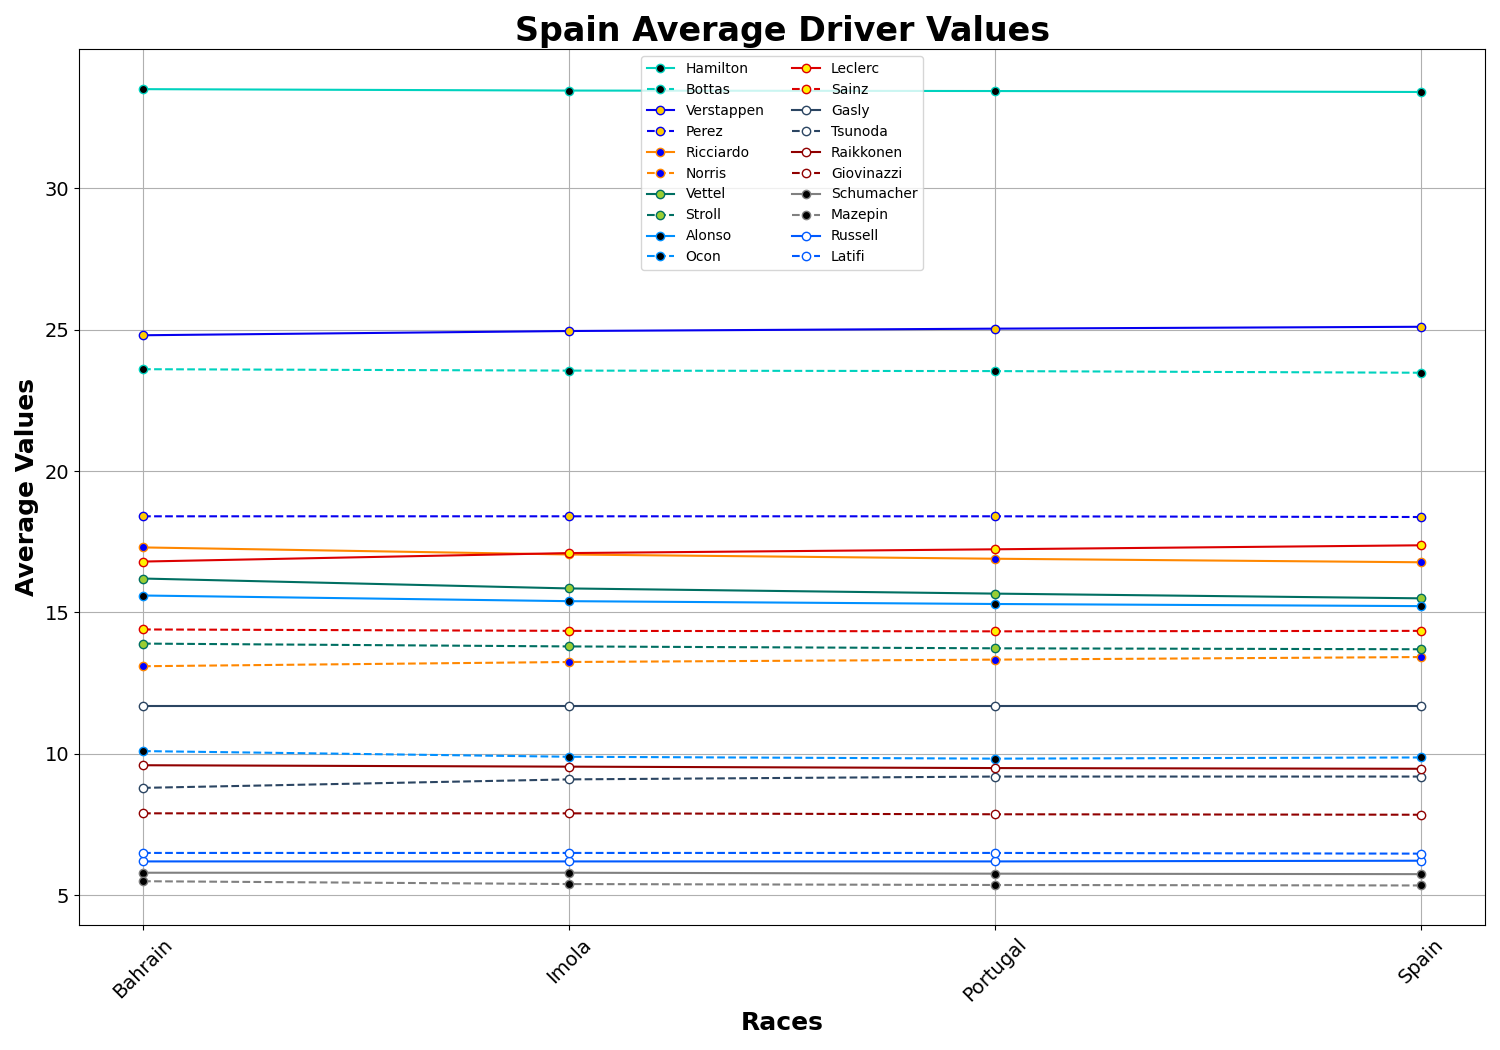 Spain Average Driver Values
Hamilton
Bottas
Verstappen
Perez
Ricciardo
Norris
Vettel
Stroll
Alonso
Ocon
Leclerc
Sainz
Gasly
Tsunoda
Raikkonen
Giovinazzi
Schumacher
Mazepin
Russell
Latifi
Average Values
30
25
20
15
10
5
Bahrain
Imola
Portugal
Spain
Races